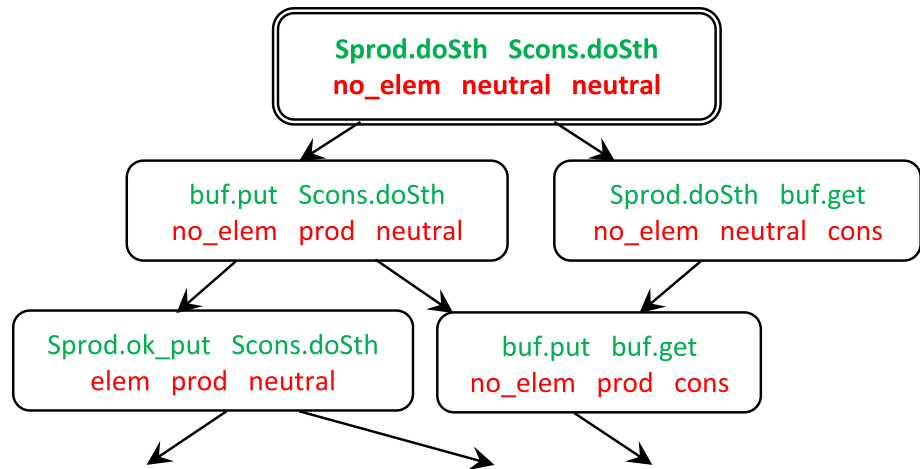 Sprod.doSth Scons.doSth
no_elem neutral neutral
buf.put Scons.doSth
no_elem prod neutral
Sprod.doSth buf.get
no_elem neutral cons
Sprod.ok_put Scons.doSth
elem prod neutral
buf.put buf.get
no_elem prod cons